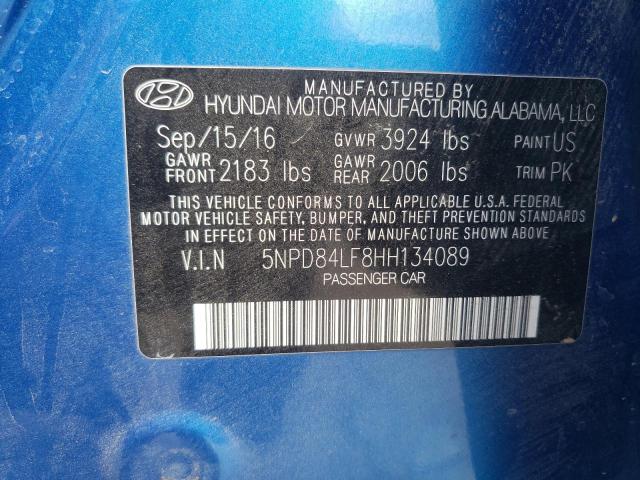 MANUFACTURED BY
HYUNDAI MOTOR MANUFACTURING ALABAMA, LLC
Sep/15/16 GVWR 3924 lbs PAINT US
GAWR FRONT 2183 lbs GAWR REAR 2006 lbs TRIM PK
THIS VEHICLE CONFORMS TO ALL APPLICABLE U.S.A. FEDERAL
MOTOR VEHICLE SAFETY, BUMPER, AND THEFT PREVENTION STANDARDS
IN EFFECT ON THE DATE OF MANUFACTURE SHOWN ABOVE.
V.I.N 5NPD84LF8HH134089
PASSENGER CAR